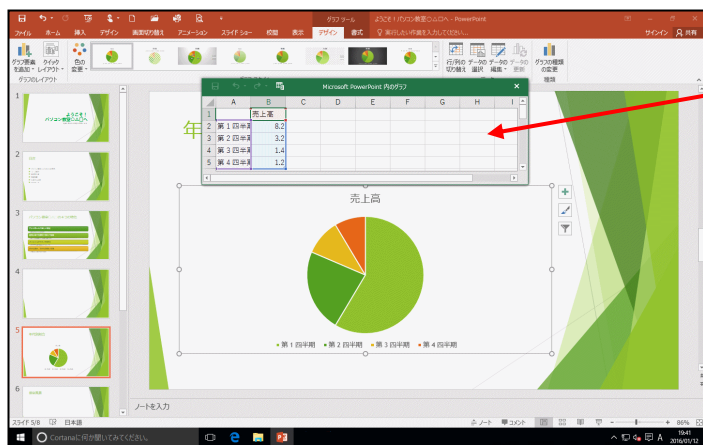 グラフ ツール
ようこそ！パソコン教室○△□へ - PowerPoint
ファイル ホーム 挿入 デザイン 画面切り替え アニメーション スライド ショー 校閲 表示 デザイン 書式 実行したい作業を入力してください... サインイン 共有
グラフ要素を追加 クイック レイアウト 色の変更 行/列の切り替え データの選択 データの編集 データの更新 グラフの種類の変更
グラフのレイアウト 種類
Microsoft PowerPoint 内のグラフ
A B C D E F G H I
1 売上高
2 第 1 四半期 8.2
3 第 2 四半期 3.2
4 第 3 四半期 1.4
5 第 4 四半期 1.2
年
売上高
第 1 四半期 第 2 四半期 第 3 四半期 第 4 四半期
1
ようこそ！
パソコン教室○△□へ
2
3
4
5
6
ノートを入力
スライド 5/8 日本語 ノート コメント 86%
Cortanaに何か聞いてみてください。
A 19:41
2016/01/12